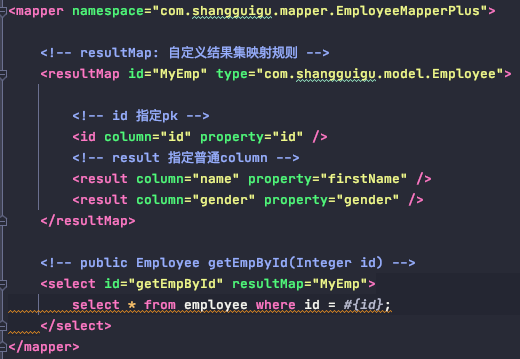 <mapper namespace="com.shangguigu.mapper.EmployeeMapperPlus">
<!-- resultMap: 自定义结果集映射规则 -->
<resultMap id="MyEmp" type="com.shangguigu.model.Employee">
<!-- id 指定pk -->
<id column="id" property="id" />
<!-- result 指定普通column -->
<result column="name" property="firstName" />
<result column="gender" property="gender" />
</resultMap>
<!-- public Employee getEmpById(Integer id) -->
<select id="getEmpById" resultMap="MyEmp">
select * from employee where id = #{id};
</select>
</mapper>